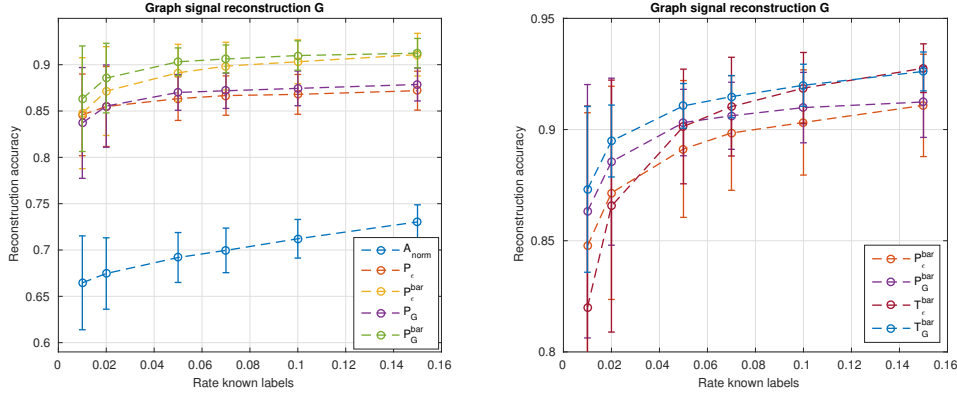 Graph signal reconstruction G
Reconstruction accuracy
0.9
0.85
0.8
0.75
0.7
0.65
0.6
0 0.02 0.04 0.06 0.08 0.1 0.12 0.14 0.16
Rate known labels
A_norm
P_ϵ
P_ϵ^bar
P_G
P_G^bar
Graph signal reconstruction G
Reconstruction accuracy
0.95
0.9
0.85
0.8
0 0.02 0.04 0.06 0.08 0.1 0.12 0.14 0.16
Rate known labels
P_ϵ^bar
P_G^bar
T_ϵ^bar
T_G^bar